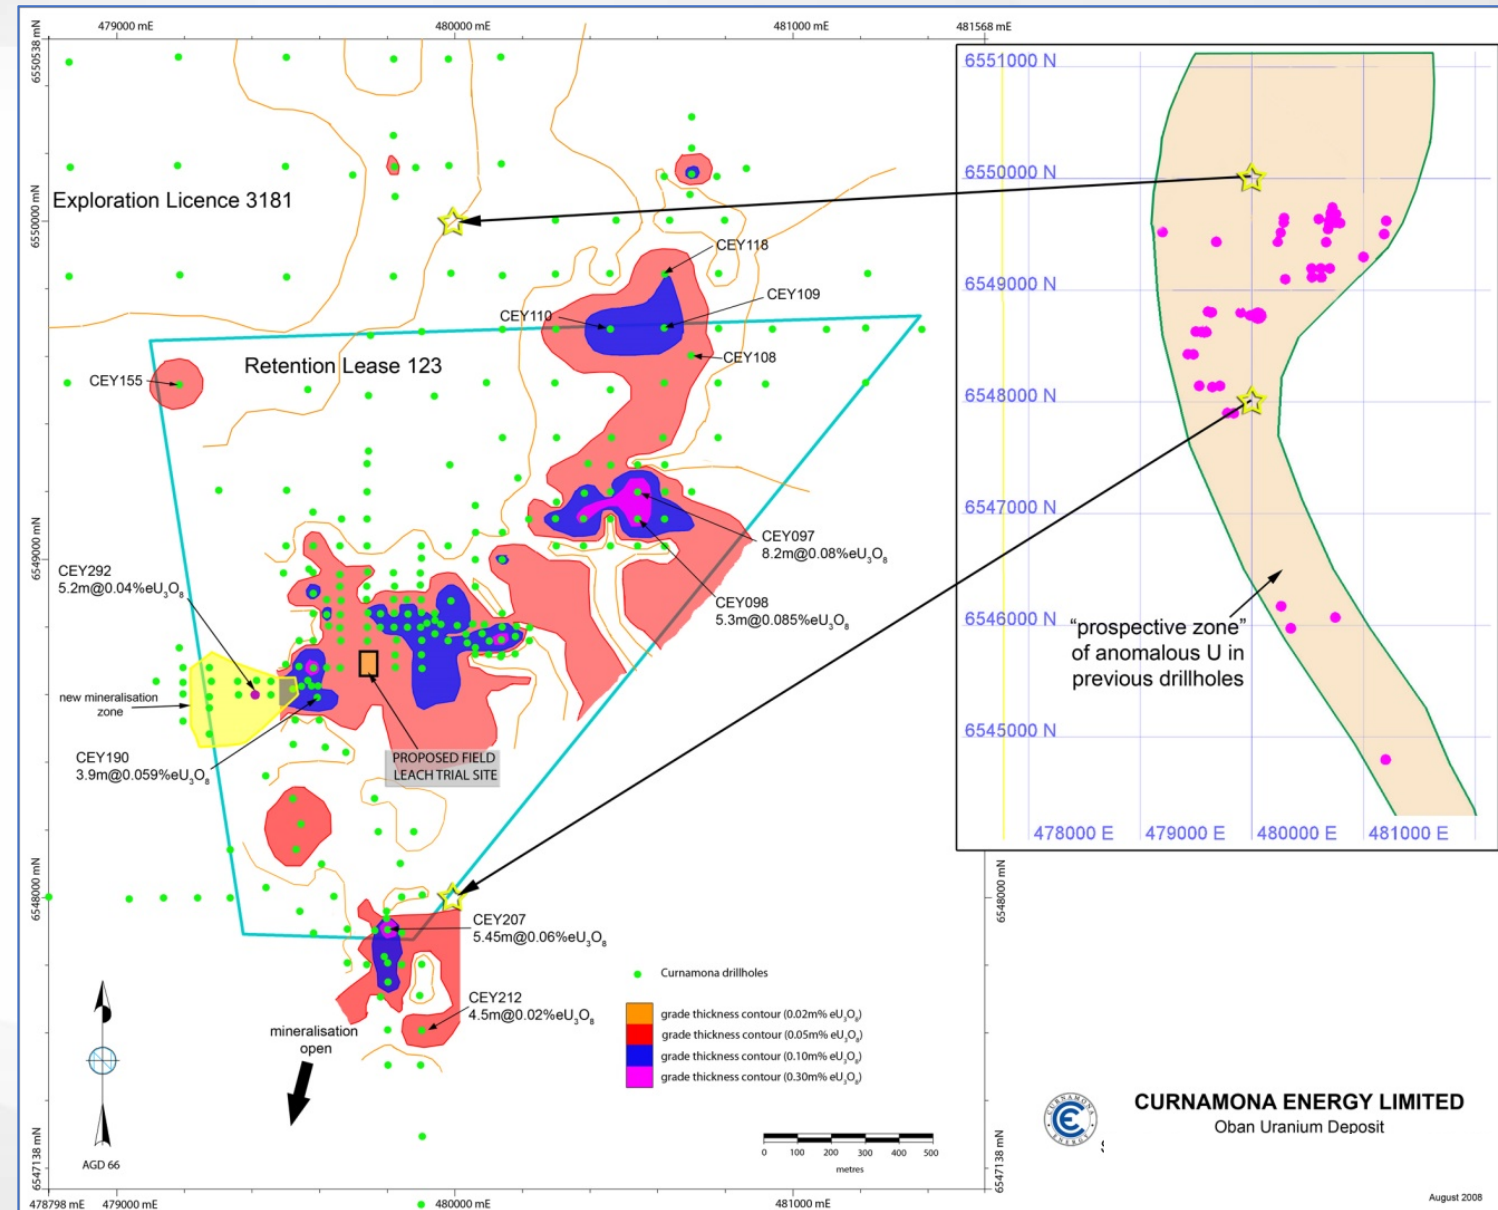 479000 mE
480000 mE
481000 mE
481568 mE
6550538 mN
6551000 N
6550000 N
6549000 N
6548000 N
6547000 N
6546000 N
6545000 N
478000 E
479000 E
480000 E
481000 E
"prospective zone"
of anomalous U in
previous drillholes
Exploration Licence 3181
6550000 mN
CEY118
CEY109
CEY110
CEY108
Retention Lease 123
CEY155
6549000 mN
CEY097
8.2m@0.08%eU₃O₈
CEY098
5.3m@0.085%eU₃O₈
CEY292
5.2m@0.04%eU₃O₈
new mineralisation
zone
CEY190
3.9m@0.059%eU₃O₈
PROPOSED FIELD
LEACH TRIAL SITE
6548000 mN
6548000 mN
CEY207
5.45m@0.06%eU₃O₈
CEY212
4.5m@0.02%eU₃O₈
mineralisation
open
Curnamona drillholes
grade thickness contour (0.02m% eU₃O₈)
grade thickness contour (0.05m% eU₃O₈)
grade thickness contour (0.10m% eU₃O₈)
grade thickness contour (0.30m% eU₃O₈)
0 100 200 300 400 500
metres
AGD 66
CURNAMONA
ENERGY
CURNAMONA ENERGY LIMITED
Oban Uranium Deposit
6547138 mN
6547138 mN
478798 mE
479000 mE
480000 mE
481000 mE
August 2008